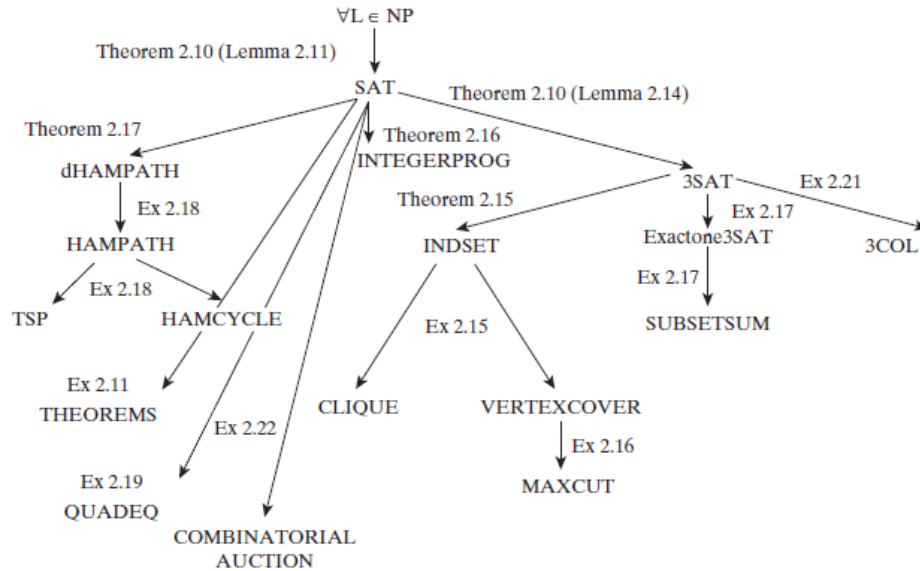 ∀L ∈ NP
Theorem 2.10 (Lemma 2.11)
SAT
Theorem 2.10 (Lemma 2.14)
Theorem 2.17
Theorem 2.16
INTEGERPROG
dHAMPATH
3SAT
Ex 2.21
Theorem 2.15
Ex 2.18
Ex 2.17
HAMPATH
INDSET
Exactone3SAT
3COL
Ex 2.18
Ex 2.17
TSP
HAMCYCLE
Ex 2.15
SUBSETSUM
Ex 2.11
THEOREMS
CLIQUE
VERTEXCOVER
Ex 2.22
Ex 2.16
Ex 2.19
QUADEQ
MAXCUT
COMBINATORIAL
AUCTION